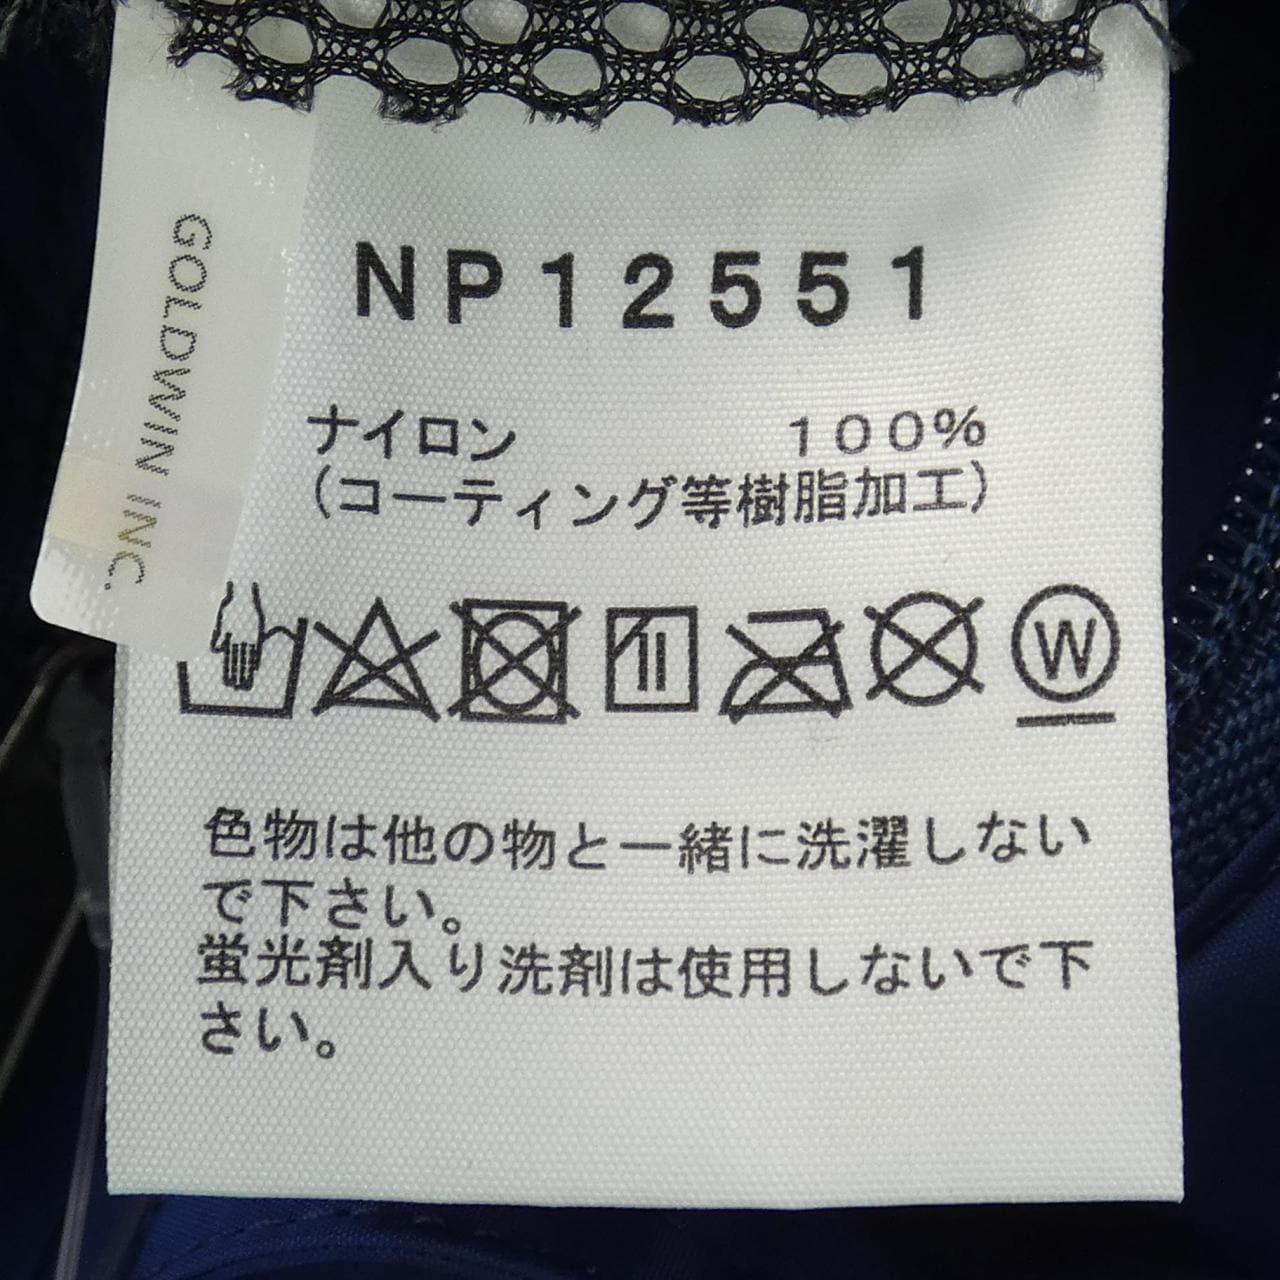 GOLDWIN INC.
NP12551
ナイロン 100%
(コーティング等樹脂加工)
W
色物は他の物と一緒に洗濯しない
で下さい。
蛍光剤入り洗剤は使用しないで下
さい。